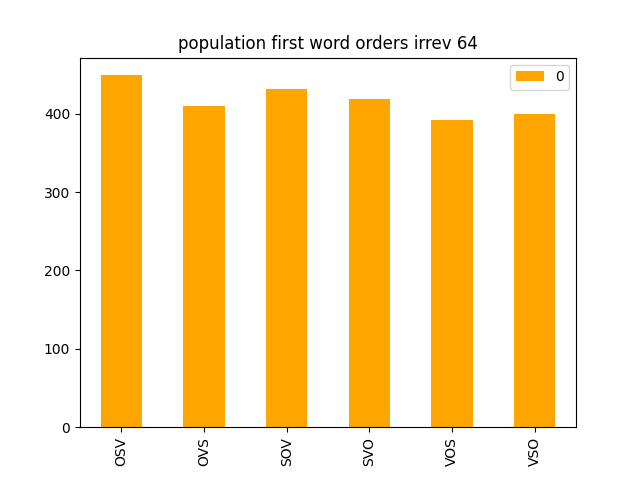 population first word orders irrev 64
0
400
300
200
100
0
OSV
OVS
SOV
SVO
VOS
VSO